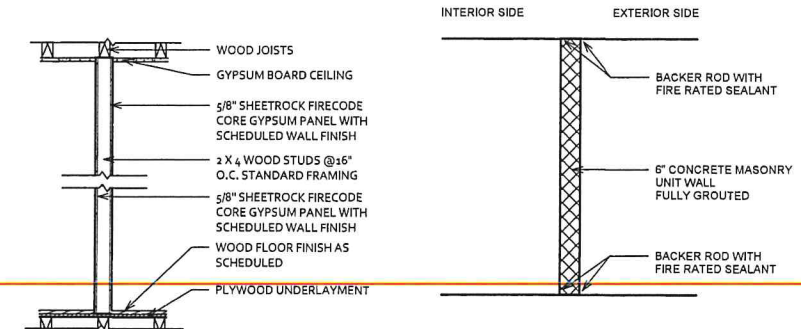 WOOD JOISTS
GYPSUM BOARD CEILING
5/8" SHEETROCK FIRECODE
CORE GYPSUM PANEL WITH
SCHEDULED WALL FINISH
2 X 4 WOOD STUDS @16"
O.C. STANDARD FRAMING
5/8" SHEETROCK FIRECODE
CORE GYPSUM PANEL WITH
SCHEDULED WALL FINISH
WOOD FLOOR FINISH AS
SCHEDULED
PLYWOOD UNDERLAYMENT
INTERIOR SIDE
EXTERIOR SIDE
BACKER ROD WITH
FIRE RATED SEALANT
6" CONCRETE MASONRY
UNIT WALL
FULLY GROUTED
BACKER ROD WITH
FIRE RATED SEALANT